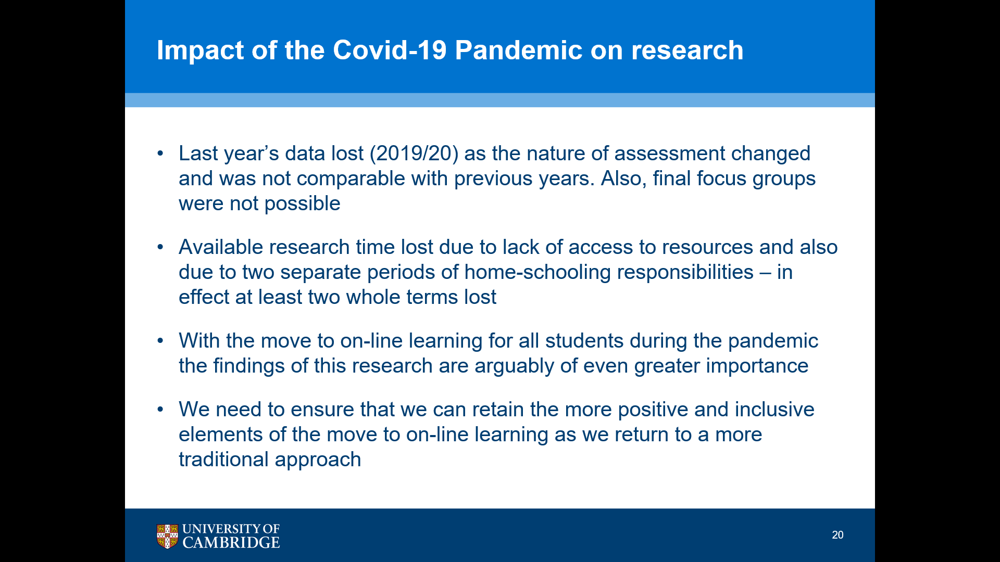 Impact of the Covid-19 Pandemic on research
• Last year’s data lost (2019/20) as the nature of assessment changed
and was not comparable with previous years. Also, final focus groups
were not possible
• Available research time lost due to lack of access to resources and also
due to two separate periods of home-schooling responsibilities – in
effect at least two whole terms lost
• With the move to on-line learning for all students during the pandemic
the findings of this research are arguably of even greater importance
• We need to ensure that we can retain the more positive and inclusive
elements of the move to on-line learning as we return to a more
traditional approach
UNIVERSITY OF
CAMBRIDGE
20